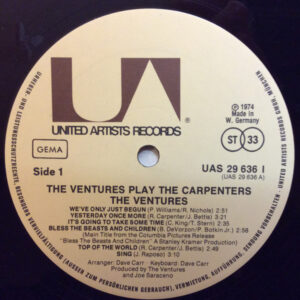 UA
®
UNITED ARTISTS RECORDS
℗ 1974
Made in
W. Germany
GEMA
ST 33
Side 1
UAS 29 636 I
(UAS 29 636 A)
THE VENTURES PLAY THE CARPENTERS
THE VENTURES
WE'VE ONLY JUST BEGUN (P. Williams/R. Nichols) 2:51
YESTERDAY ONCE MORE (R. Carpenter/J. Bettis) 3:21
IT'S GOING TO TAKE SOME TIME (C. King/T. Stern) 2:35
BLESS THE BEASTS AND CHILDREN (B. DeVorzon/P. Botkin Jr.)
(Main Title from the Columbia Pictures Release
"Bless The Beasts And Children" A Stanley Kramer Production)
TOP OF THE WORLD (R. Carpenter/J. Bettis) 2:49
SING (J. Raposo) 3:10
Arranger: Dave Carr · Keyboard: Dave Carr
Produced by The Ventures
and Joe Saraceno